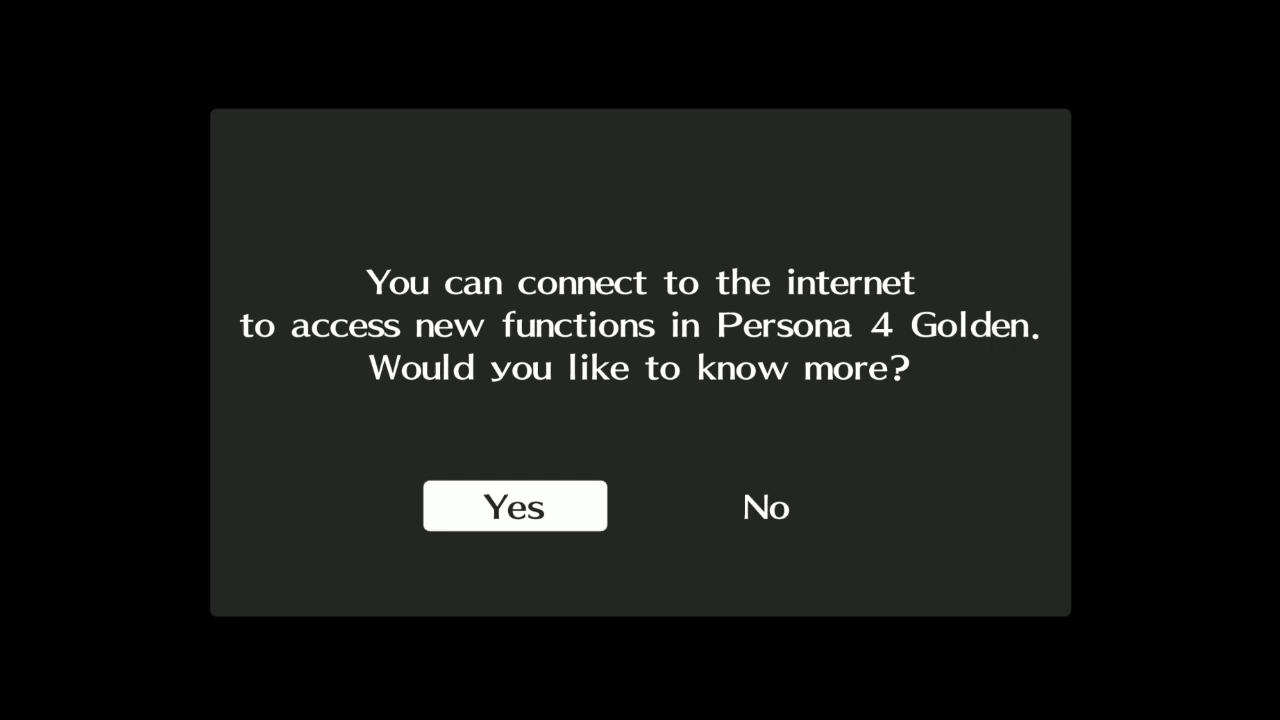 You can connect to the internet
to access new functions in Persona 4 Golden.
Would you like to know more?
Yes No